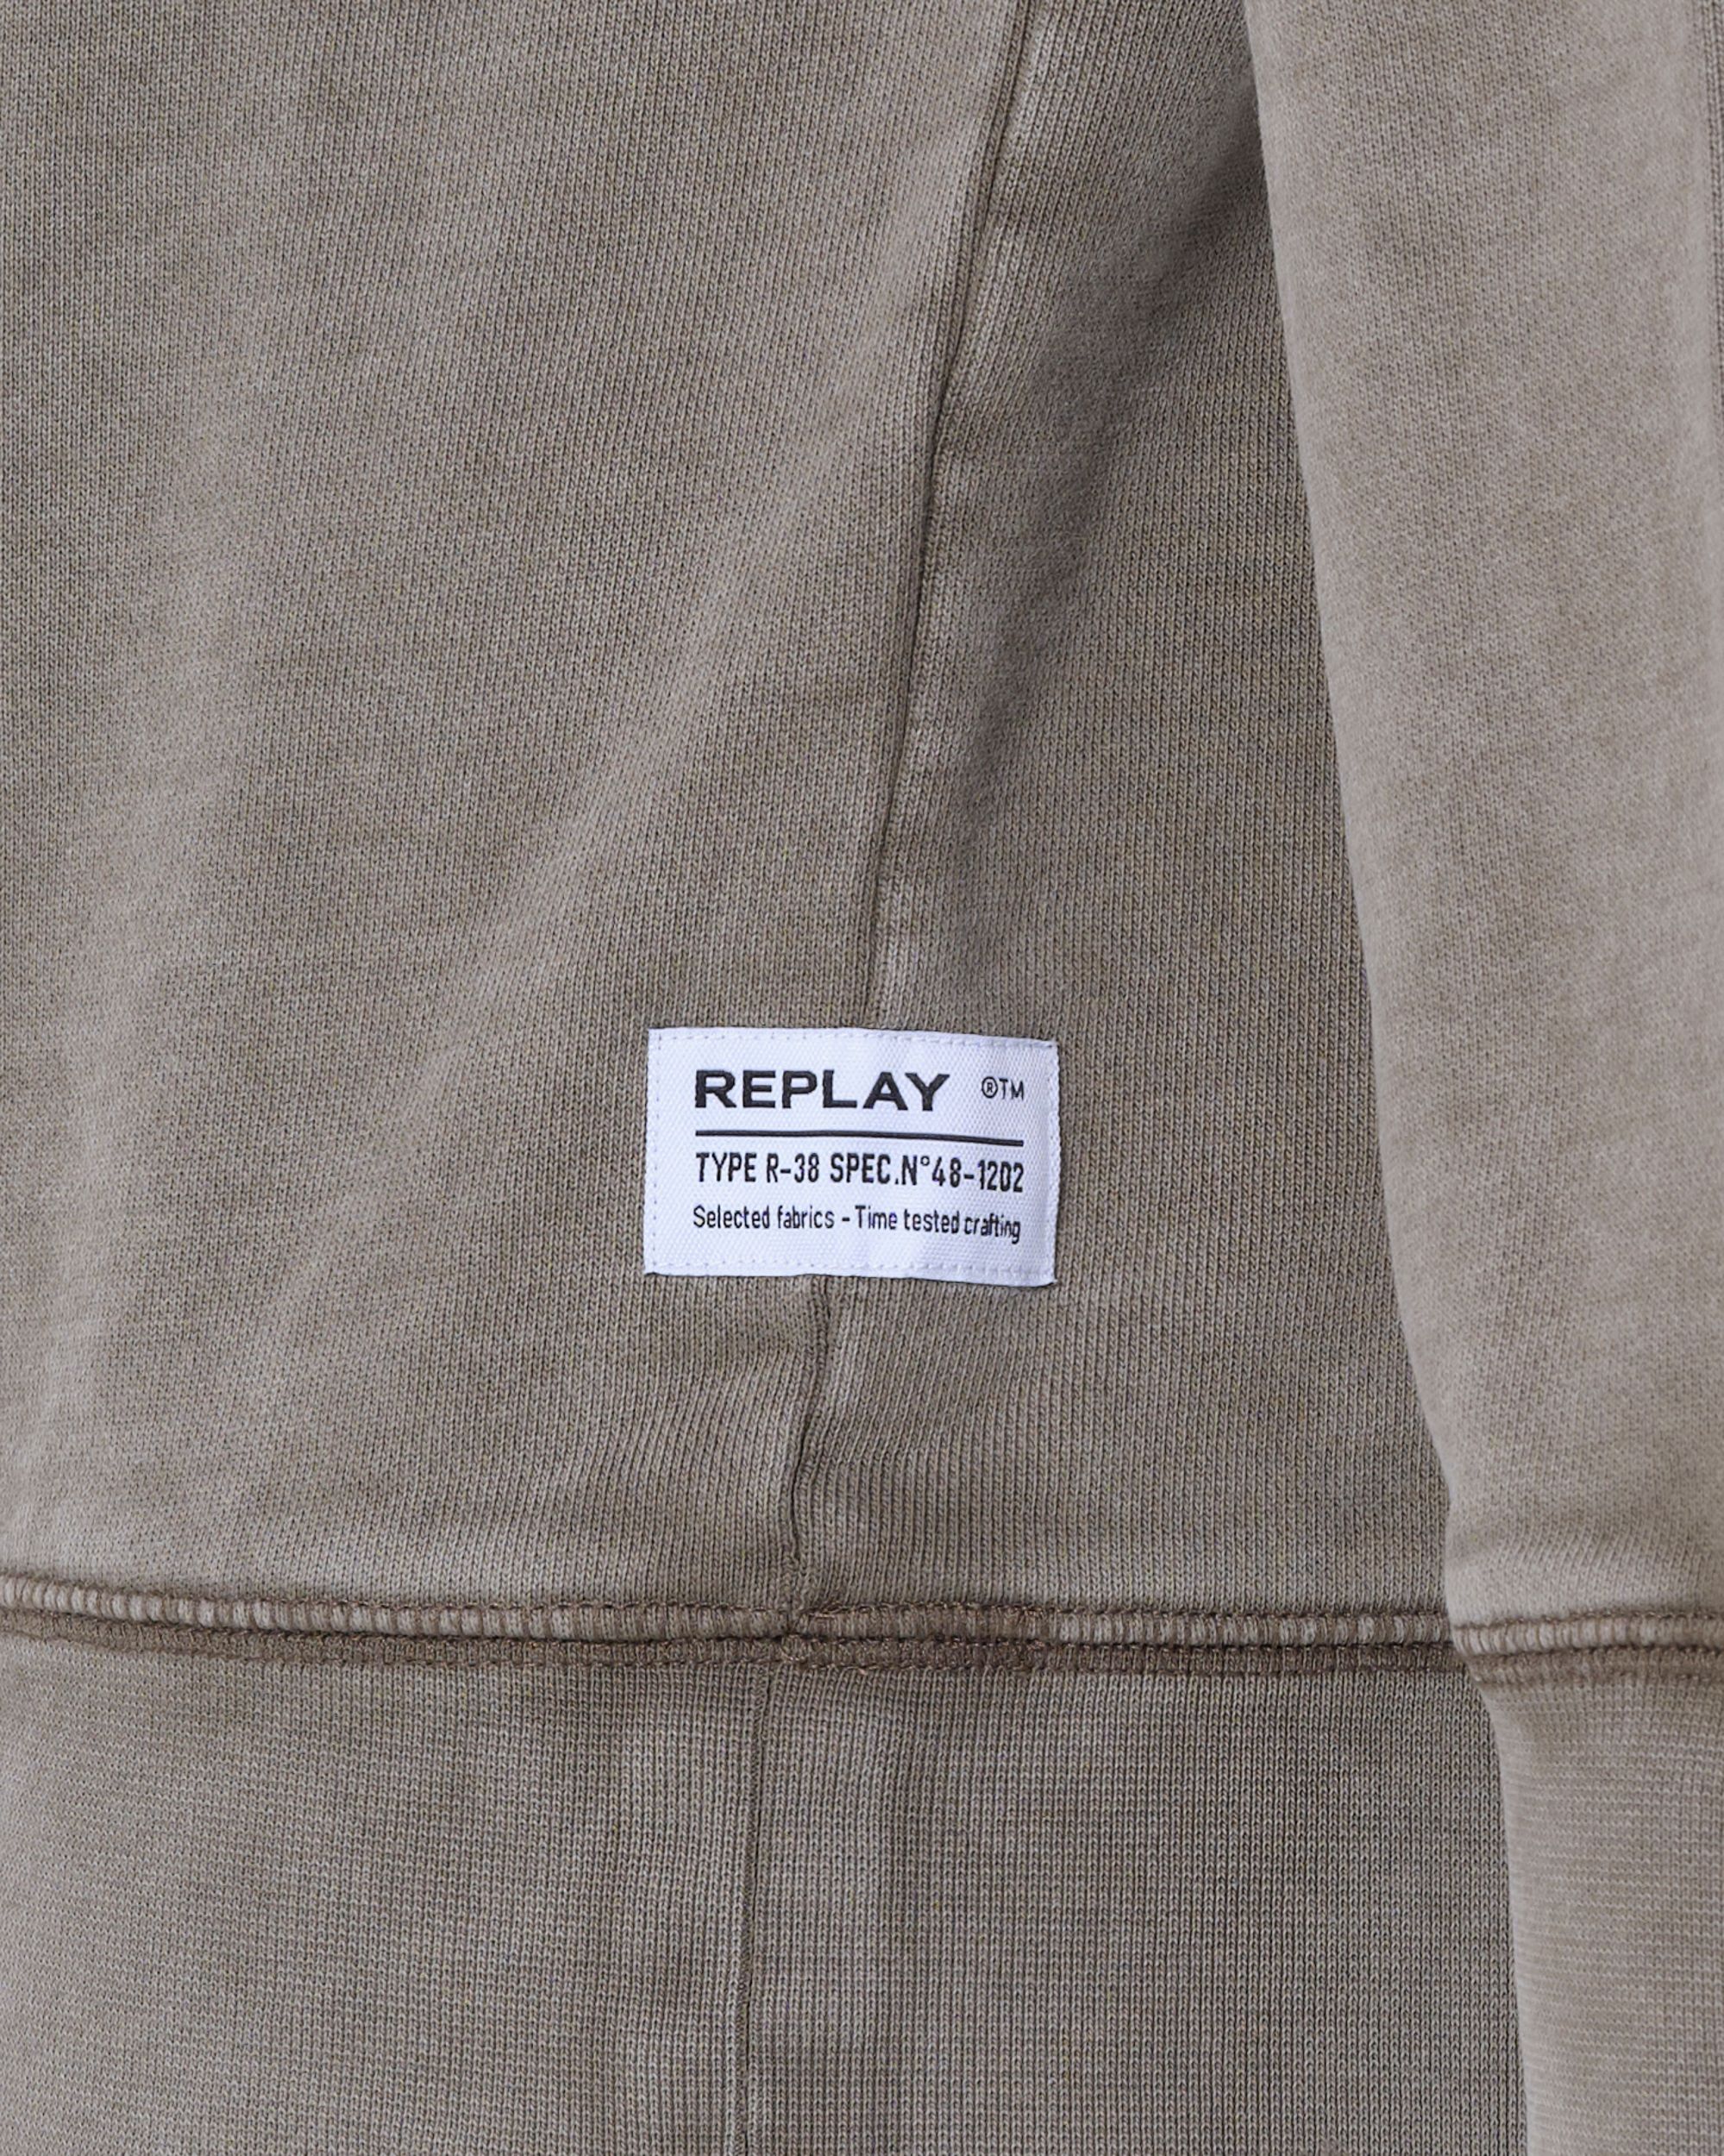 REPLAY ®TM
TYPE R-38 SPEC.N°48-1202
Selected fabrics - Time tested crafting